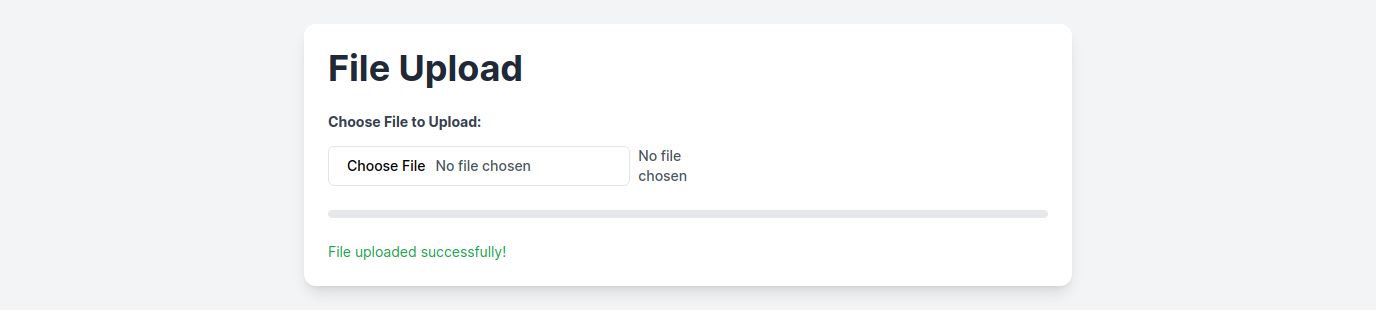 File Upload
Choose File to Upload:
Choose File No file chosen
No file
chosen
File uploaded successfully!